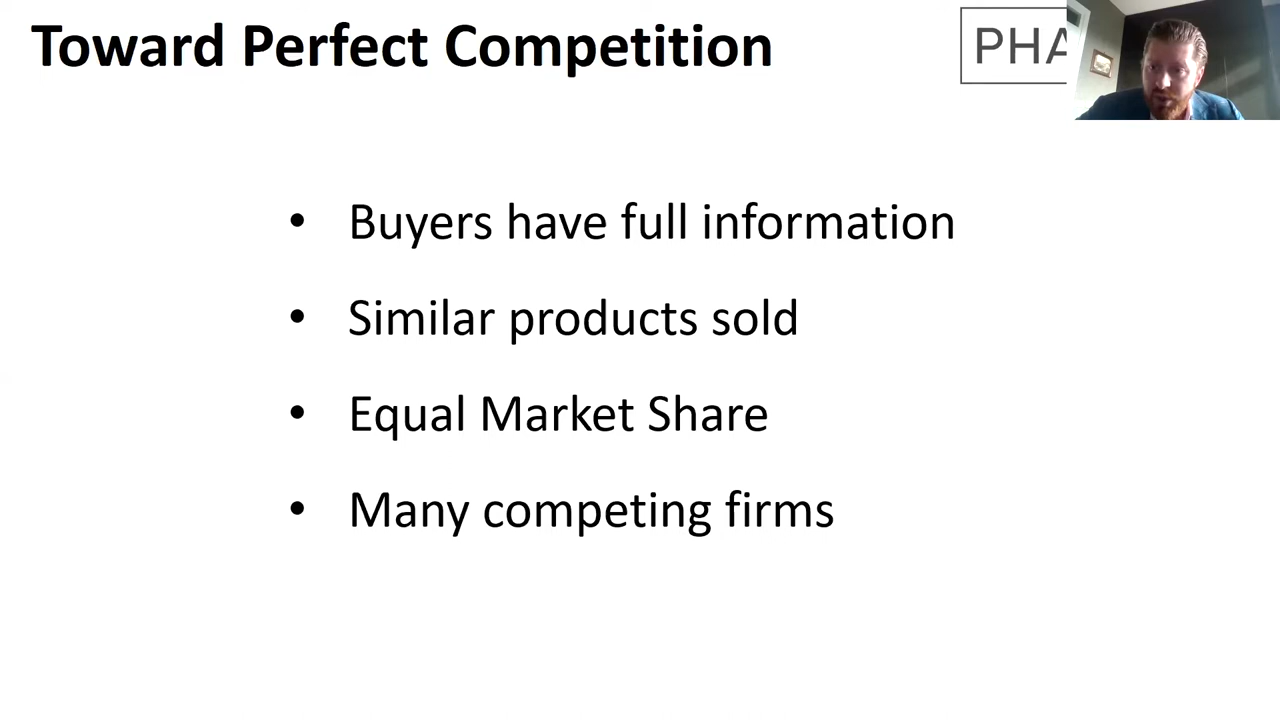 Toward Perfect Competition
PHA
• Buyers have full information
• Similar products sold
• Equal Market Share
• Many competing firms